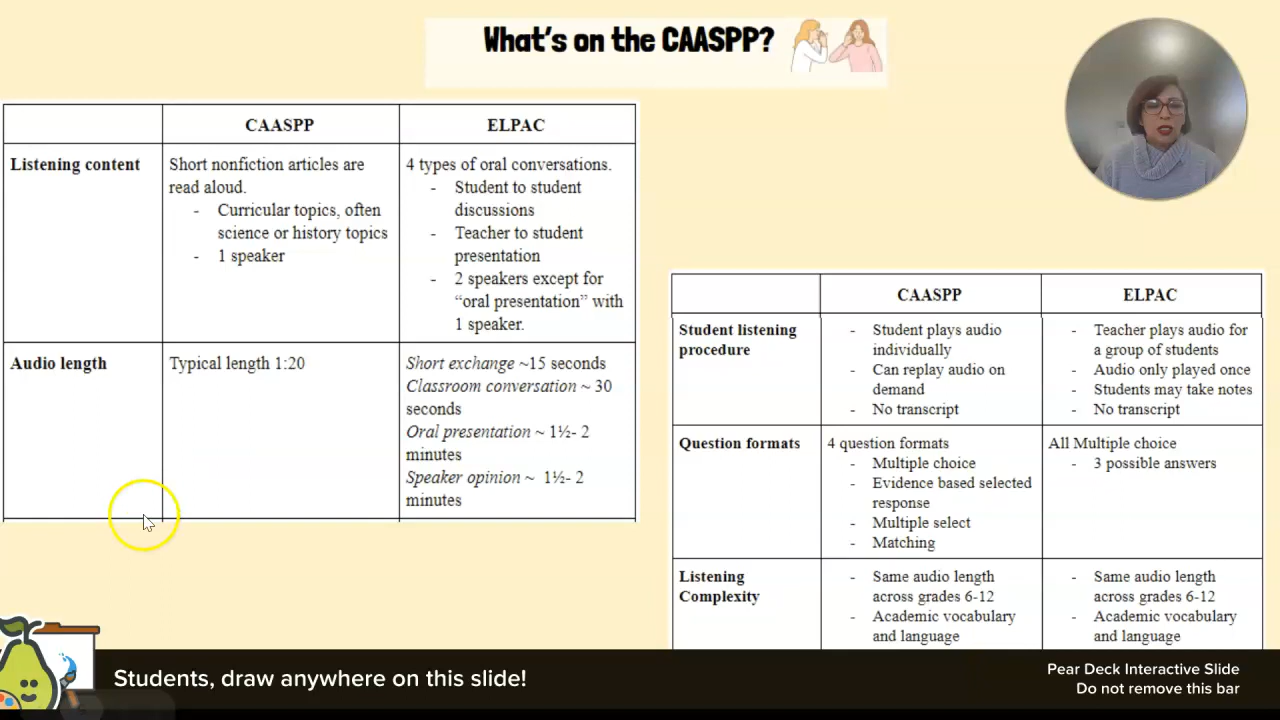 What's on the CAASPP?
CAASPP
ELPAC
Listening content
Short nonfiction articles are
read aloud.
- Curricular topics, often
science or history topics
- 1 speaker
4 types of oral conversations.
- Student to student
discussions
- Teacher to student
presentation
- 2 speakers except for
“oral presentation” with
1 speaker.
Audio length
Typical length 1:20
Short exchange ~15 seconds
Classroom conversation ~ 30
seconds
Oral presentation ~ 1½- 2
minutes
Speaker opinion ~ 1½- 2
minutes
CAASPP
ELPAC
Student listening
procedure
- Student plays audio
individually
- Can replay audio on
demand
- No transcript
- Teacher plays audio for
a group of students
- Audio only played once
- Students may take notes
- No transcript
Question formats
4 question formats
- Multiple choice
- Evidence based selected
response
- Multiple select
- Matching
All Multiple choice
- 3 possible answers
Listening
Complexity
- Same audio length
across grades 6-12
- Academic vocabulary
and language
- Same audio length
across grades 6-12
- Academic vocabulary
and language
Students, draw anywhere on this slide!
Pear Deck Interactive Slide
Do not remove this bar